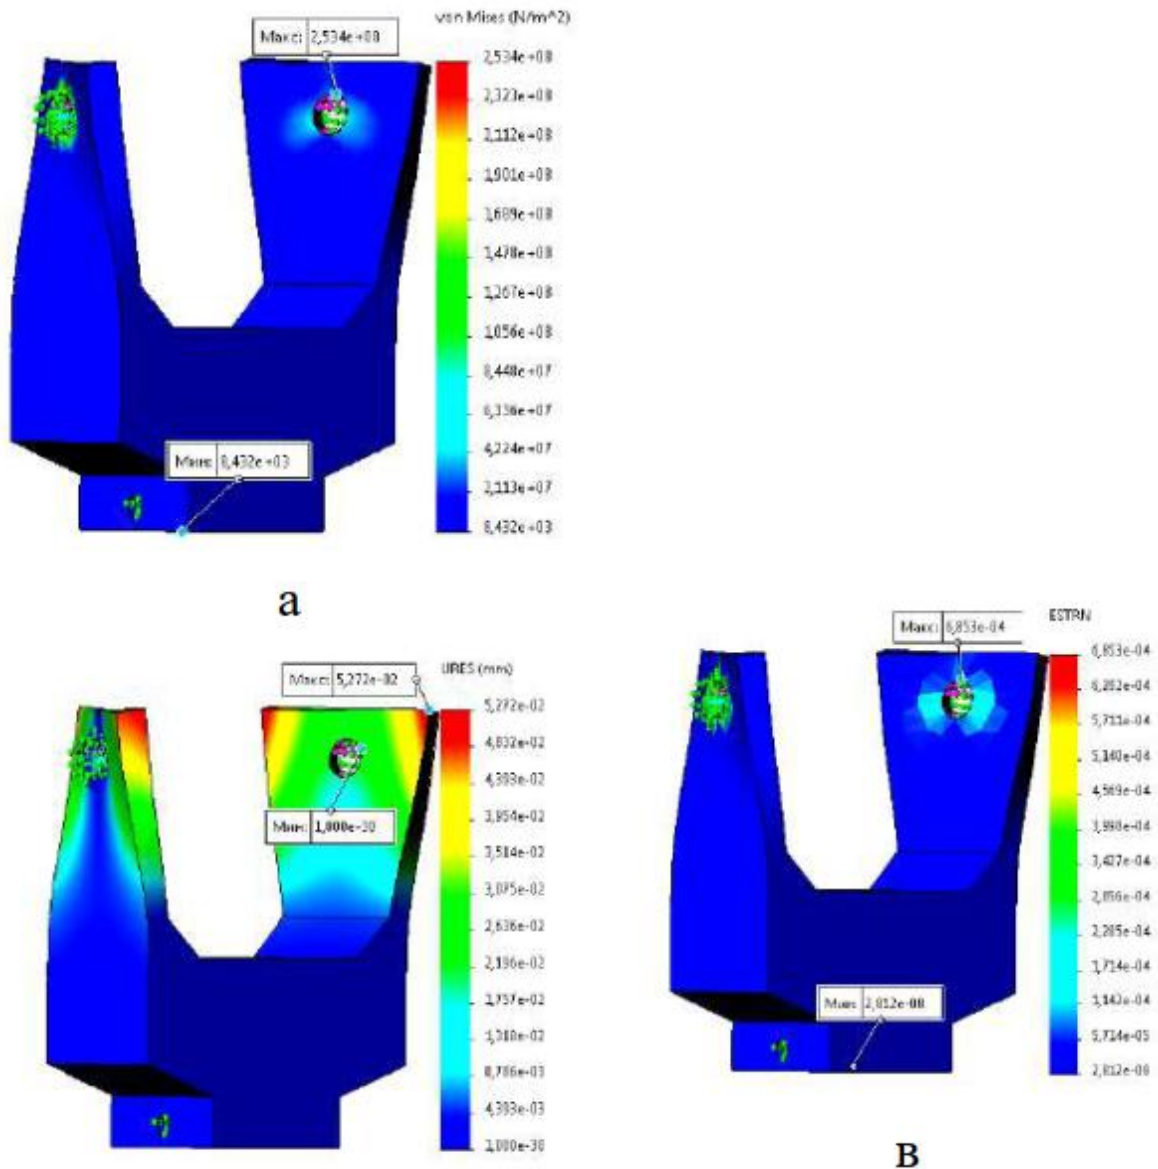 von Mises (N/m^2)
Макс: 2,534e+08
2,534e+08
2,323e+08
2,112e+08
1,901e+08
1,689e+08
1,478e+08
1,267e+08
1,056e+08
8,448e+07
6,336e+07
4,224e+07
2,113e+07
8,432e+03
Мин: 8,432e+03
а
URES (mm)
Макс: 5,272e-02
5,272e-02
4,832e-02
4,393e-02
3,954e-02
3,514e-02
3,075e-02
2,636e-02
2,196e-02
1,757e-02
1,318e-02
8,786e-03
4,393e-03
1,000e-30
Мин: 1,000e-30
ESTRN
Макс: 6,853e-04
6,853e-04
6,282e-04
5,711e-04
5,140e-04
4,569e-04
3,998e-04
3,427e-04
2,856e-04
2,285e-04
1,714e-04
1,142e-04
5,714e-05
2,812e-08
Мин: 2,812e-08
в